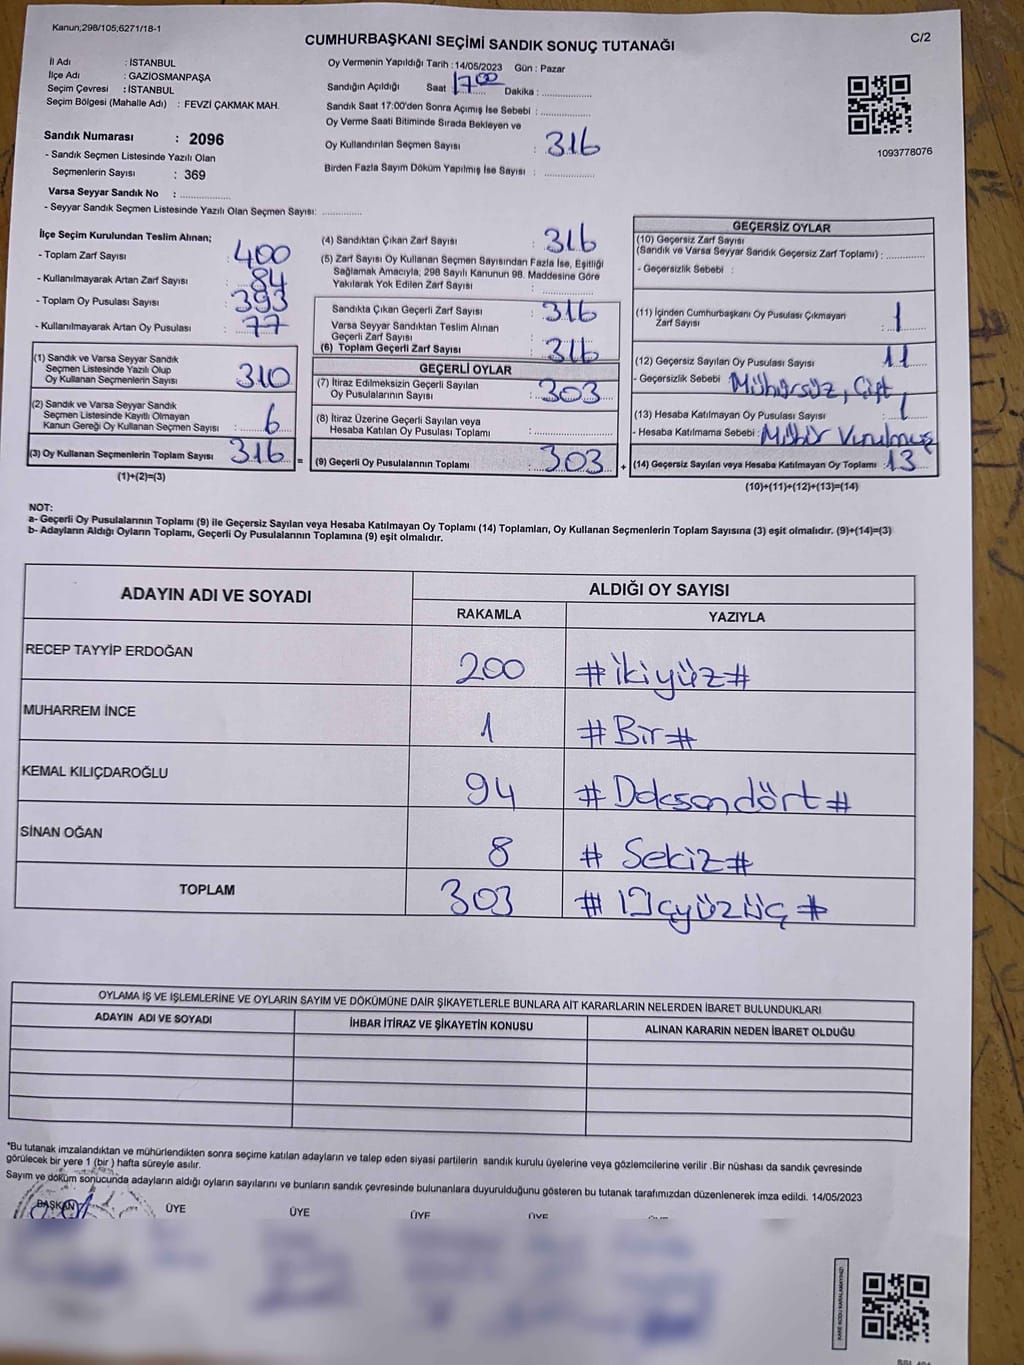 Kanun;298/105;6271/18-1
C/2
CUMHURBAŞKANI SEÇİMİ SANDIK SONUÇ TUTANAĞI
İl Adı : İSTANBUL
İlçe Adı : GAZİOSMANPAŞA
Seçim Çevresi : İSTANBUL
Seçim Bölgesi (Mahalle Adı) : FEVZİ ÇAKMAK MAH.
Sandık Numarası : 2096
- Sandık Seçmen Listesinde Yazılı Olan
Seçmenlerin Sayısı : 369
Varsa Seyyar Sandık No : ..............
- Seyyar Sandık Seçmen Listesinde Yazılı Olan Seçmen Sayısı: ............
Oy Vermenin Yapıldığı Tarih : 14/05/2023 Gün : Pazar
Sandığın Açıldığı Saat 17.00 Dakika : ..............
Sandık Saat 17:00'den Sonra Açımış İse Sebebi : ..............
Oy Verme Saati Bitiminde Sırada Bekleyen ve
Oy Kullandırılan Seçmen Sayısı : 316
Birden Fazla Sayım Döküm Yapılmış İse Sayısı : ..............
1093778076
İlçe Seçim Kurulundan Teslim Alınan;
- Toplam Zarf Sayısı : 400
- Kullanılmayarak Artan Zarf Sayısı : 84
- Toplam Oy Pusulası Sayısı : 393
- Kullanılmayarak Artan Oy Pusulası : 77
(1) Sandık ve Varsa Seyyar Sandık
Seçmen Listesinde Yazılı Olup
Oy Kullanan Seçmenlerin Sayısı : 310
(2) Sandık ve Varsa Seyyar Sandık
Seçmen Listesinde Kayıtlı Olmayan
Kanun Gereği Oy Kullanan Seçmen Sayısı : 6
(3) Oy Kullanan Seçmenlerin Toplam Sayısı : 316 =
(1)+(2)=(3)
(4) Sandıktan Çıkan Zarf Sayısı : 316
(5) Zarf Sayısı Oy Kullanan Seçmen Sayısından Fazla İse, Eşitliği
Sağlamak Amacıyla, 298 Sayılı Kanunun 98. Maddesine Göre
Yakılarak Yok Edilen Zarf Sayısı : ..............
Sandıkta Çıkan Geçerli Zarf Sayısı : 316
Varsa Seyyar Sandıktan Teslim Alınan
Geçerli Zarf Sayısı : ..............
(6) Toplam Geçerli Zarf Sayısı : 316
GEÇERLİ OYLAR
(7) İtiraz Edilmeksizin Geçerli Sayılan
Oy Pusulalarının Sayısı : 303
(8) İtiraz Üzerine Geçerli Sayılan veya
Hesaba Katılan Oy Pusulası Toplamı : ..............
(9) Geçerli Oy Pusulalarının Toplamı : 303 +
GEÇERSİZ OYLAR
(10) Geçersiz Zarf Sayısı
(Sandık ve Varsa Seyyar Sandık Geçersiz Zarf Toplamı) : ............
- Geçersizlik Sebebi :
(11) İçinden Cumhurbaşkanı Oy Pusulası Çıkmayan
Zarf Sayısı : 1
(12) Geçersiz Sayılan Oy Pusulası Sayısı : 11
- Geçersizlik Sebebi : Mühürsüz, Çift
(13) Hesaba Katılmayan Oy Pusulası Sayısı : 1
- Hesaba Katılmama Sebebi : Mühür Vurulmuş
(14) Geçersiz Sayılan veya Hesaba Katılmayan Oy Toplamı : 13
(10)+(11)+(12)+(13)=(14)
NOT:
a- Geçerli Oy Pusulalarının Toplamı (9) ile Geçersiz Sayılan veya Hesaba Katılmayan Oy Toplamı (14) Toplamları, Oy Kullanan Seçmenlerin Toplam Sayısına (3) eşit olmalıdır. (9)+(14)=(3)
b- Adayların Aldığı Oyların Toplamı, Geçerli Oy Pusulalarının Toplamına (9) eşit olmalıdır.
ADAYIN ADI VE SOYADI
ALDIĞI OY SAYISI
RAKAMLA YAZIYLA
RECEP TAYYİP ERDOĞAN 200 #ikiyüz#
MUHARREM İNCE 1 #Bir#
KEMAL KILIÇDAROĞLU 94 #Doksandört#
SİNAN OĞAN 8 # Sekiz#
TOPLAM 303 # Üçyüzüç #
OYLAMA İŞ VE İŞLEMLERİNE VE OYLARIN SAYIM VE DÖKÜMÜNE DAİR ŞİKAYETLERLE BUNLARA AİT KARARLARIN NELERDEN İBARET BULUNDUKLARI
ADAYIN ADI VE SOYADI İHBAR İTİRAZ VE ŞİKAYETİN KONUSU ALINAN KARARIN NEDEN İBARET OLDUĞU
*Bu tutanak imzalandıktan ve mühürlendikten sonra seçime katılan adayların ve talep eden siyasi partilerin sandık kurulu üyelerine veya gözlemcilerine verilir .Bir nüshası da sandık çevresinde
görülecek bir yere 1 (bir ) hafta süreyle asılır.
Sayım ve döküm sonucunda adayların aldığı oyların sayılarını ve bunların sandık çevresinde bulunanlara duyurulduğunu gösteren bu tutanak tarafımızdan düzenlenerek imza edildi. 14/05/2023
BAŞKAN ÜYE ÜYE ÜYE ÜYE